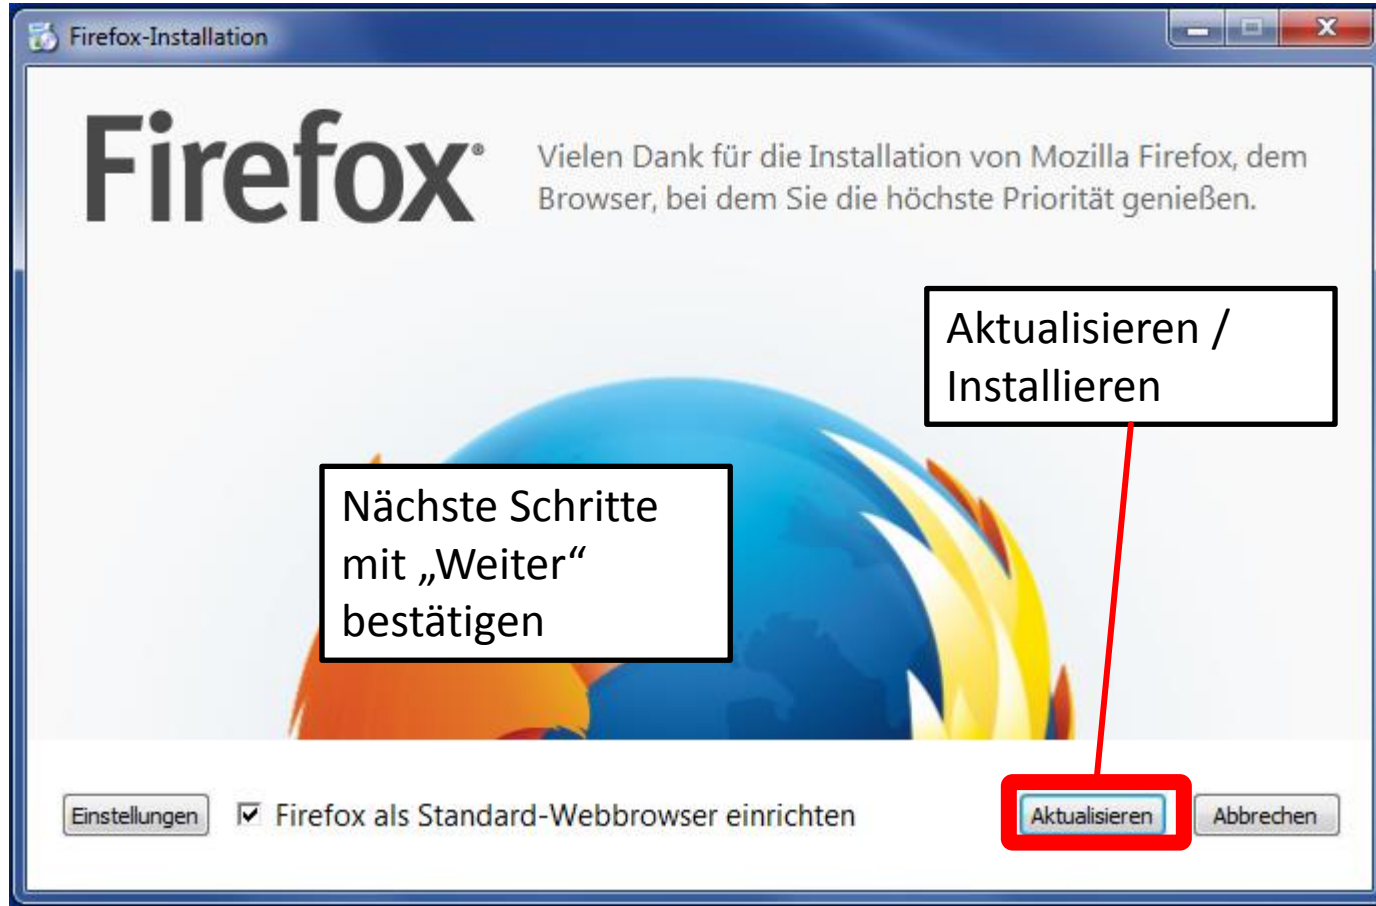 Firefox-Installation
Firefox®
Vielen Dank für die Installation von Mozilla Firefox, dem
Browser, bei dem Sie die höchste Priorität genießen.
Aktualisieren /
Installieren
Nächste Schritte
mit „Weiter“
bestätigen
Einstellungen
Firefox als Standard-Webbrowser einrichten
Aktualisieren
Abbrechen